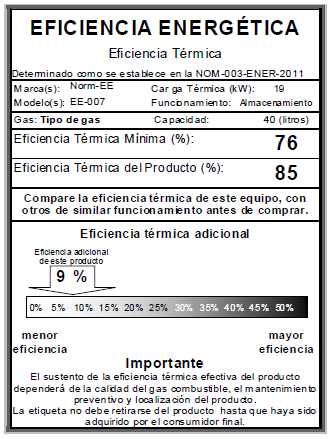 EFICIENCIA ENERGÉTICA
Eficiencia Térmica
Determinado como se establece en la NOM-003-ENER-2011
Marca(s): Norm-EE Carga Térmica (kW): 19
Modelo(s): EE-007 Funcionamiento: Almacenamiento
Gas: Tipo de gas Capacidad: 40 (litros)
Eficiencia Térmica Mínima (%): 76
Eficiencia Térmica del Producto (%): 85
Compare la eficiencia térmica de este equipo, con
otros de similar funcionamiento antes de comprar.
Eficiencia térmica adicional
Eficiencia adicional
de este producto
9 %
0% 5% 10% 15% 20% 25% 30% 35% 40% 45% 50%
menor mayor
eficiencia eficiencia
Importante
El sustento de la eficiencia térmica efectiva del producto
dependerá de la calidad del gas combustible, el mantenimiento
preventivo y localización del producto.
La etiqueta no debe retirarse del producto hasta que haya sido
adquirido por el consumidor final.